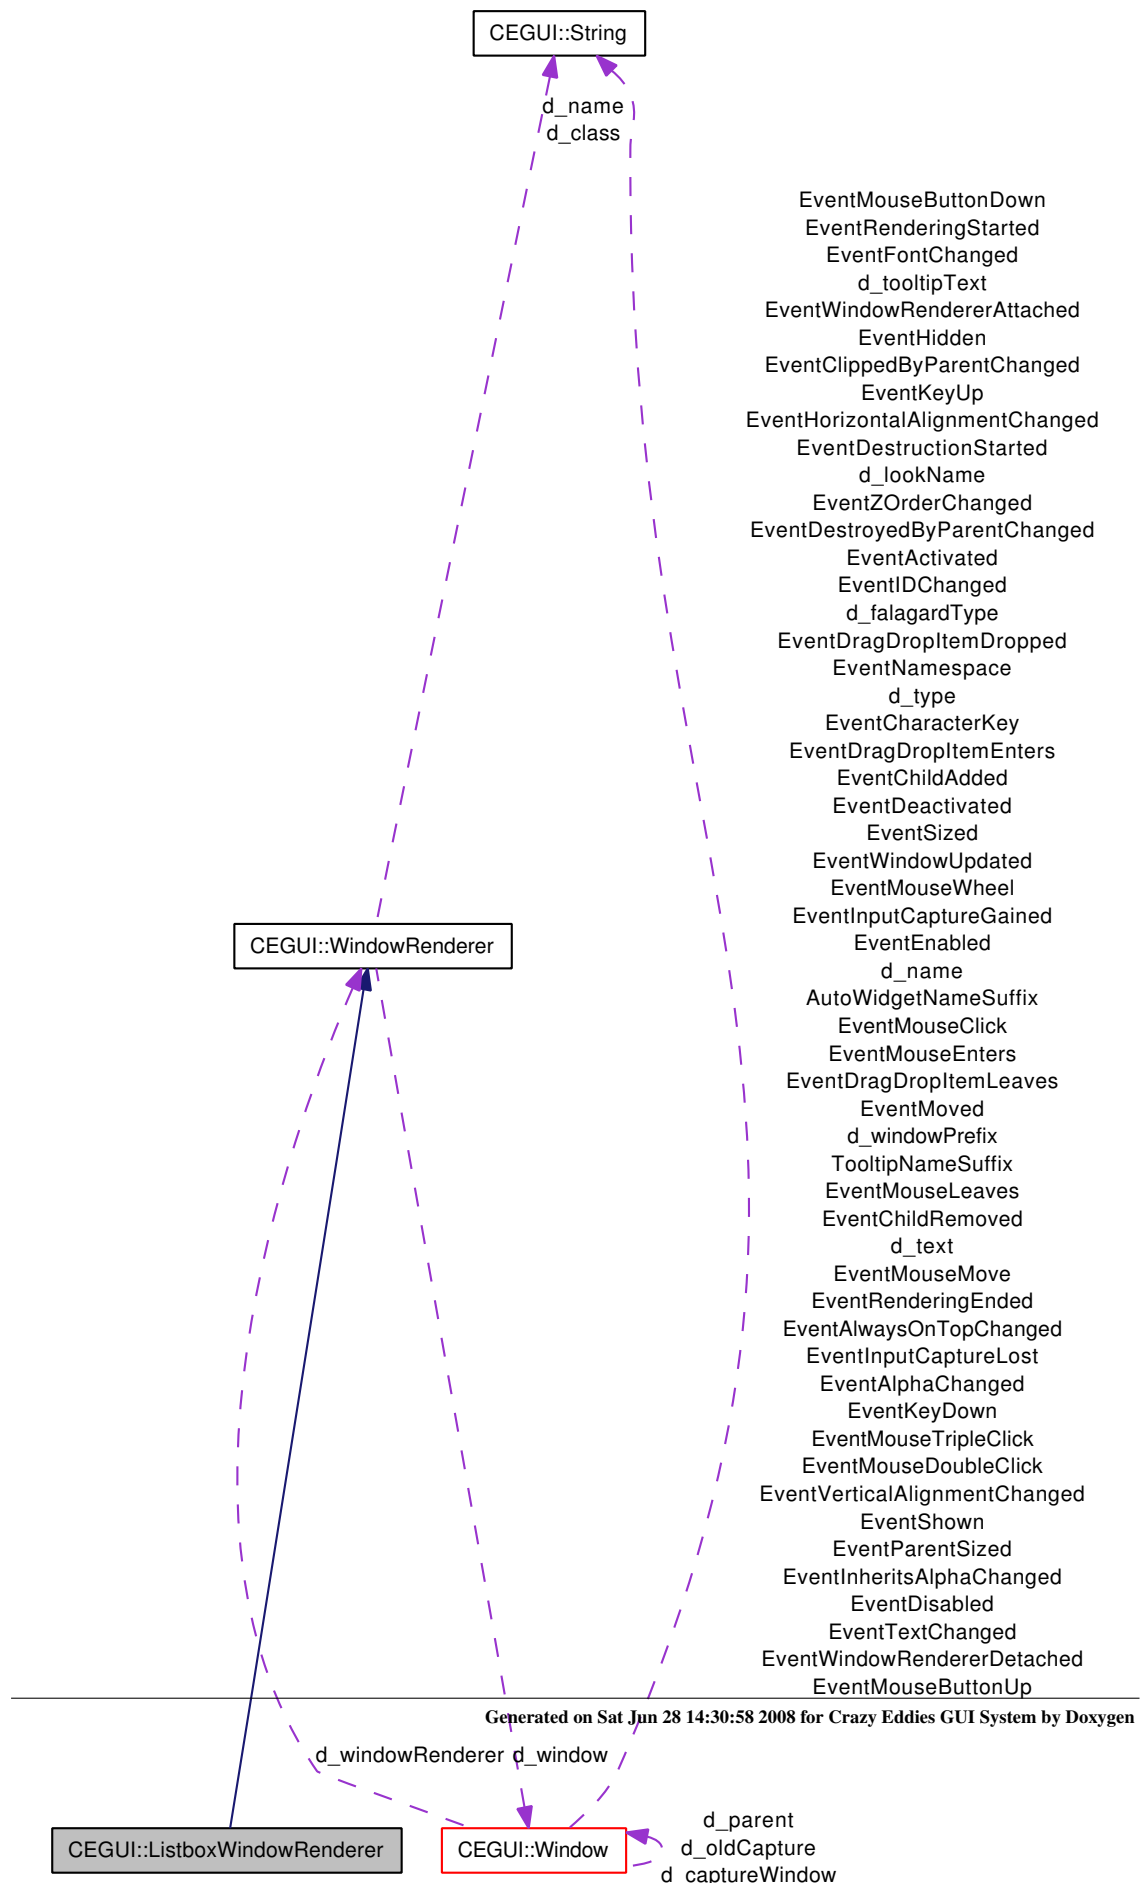 CEGUI::String
d_name
d_class
EventMouseButtonDown
EventRenderingStarted
EventFontChanged
d_tooltipText
EventWindowRendererAttached
EventHidden
EventClippedByParentChanged
EventKeyUp
EventHorizontalAlignmentChanged
EventDestructionStarted
d_lookName
EventZOrderChanged
EventDestroyedByParentChanged
EventActivated
EventIDChanged
d_falagardType
EventDragDropItemDropped
EventNamespace
d_type
EventCharacterKey
EventDragDropItemEnters
EventChildAdded
EventDeactivated
EventSized
EventWindowUpdated
EventMouseWheel
EventInputCaptureGained
EventEnabled
CEGUI::WindowRenderer
d_name
AutoWidgetNameSuffix
EventMouseClick
EventMouseEnters
EventDragDropItemLeaves
EventMoved
d_windowPrefix
TooltipNameSuffix
EventMouseLeaves
EventChildRemoved
d_text
EventMouseMove
EventRenderingEnded
EventAlwaysOnTopChanged
EventInputCaptureLost
EventAlphaChanged
EventKeyDown
EventMouseTripleClick
EventMouseDoubleClick
EventVerticalAlignmentChanged
EventShown
EventParentSized
EventInheritsAlphaChanged
EventDisabled
EventTextChanged
EventWindowRendererDetached
EventMouseButtonUp
Generated on Sat Jun 28 14:30:58 2008 for Crazy Eddies GUI System by Doxygen
d_windowRenderer d_window
d_parent
d_oldCapture
d_captureWindow
CEGUI::ListboxWindowRenderer
CEGUI::Window